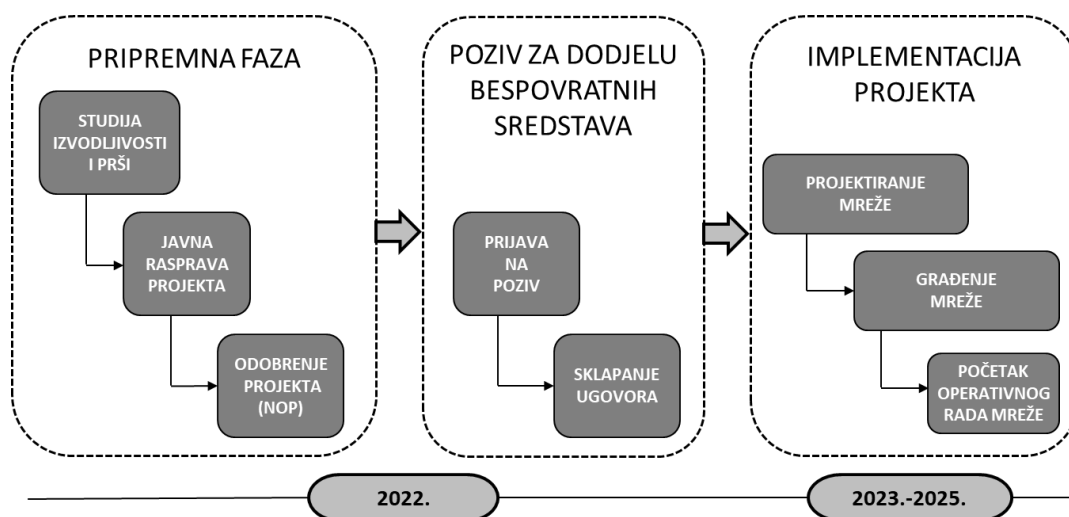 PRIPREMNA FAZA
STUDIJA
IZVODLJIVOSTI
I PRŠI
JAVNA
RASPRAVA
PROJEKTA
ODOBRENJE
PROJEKTA
(NOP)
POZIV ZA DODJELU
BESPOVRATNIH
SREDSTAVA
PRIJAVA
NA
POZIV
SKLAPANJE
UGOVORA
IMPLEMENTACIJA
PROJEKTA
PROJEKTIRANJE
MREŽE
GRAĐENJE
MREŽE
POČETAK
OPERATIVNOG
RADA MREŽE
2022.
2023.-2025.